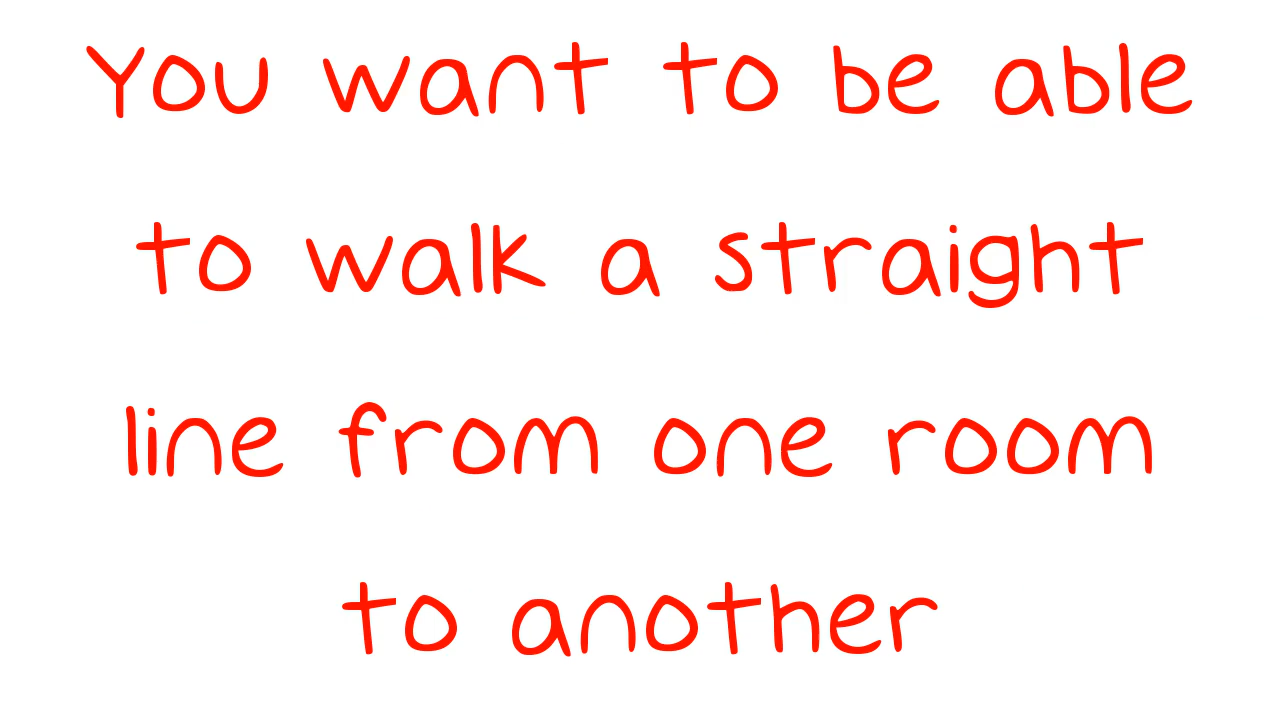 You want to be able
to walk a straight
line from one room
to another